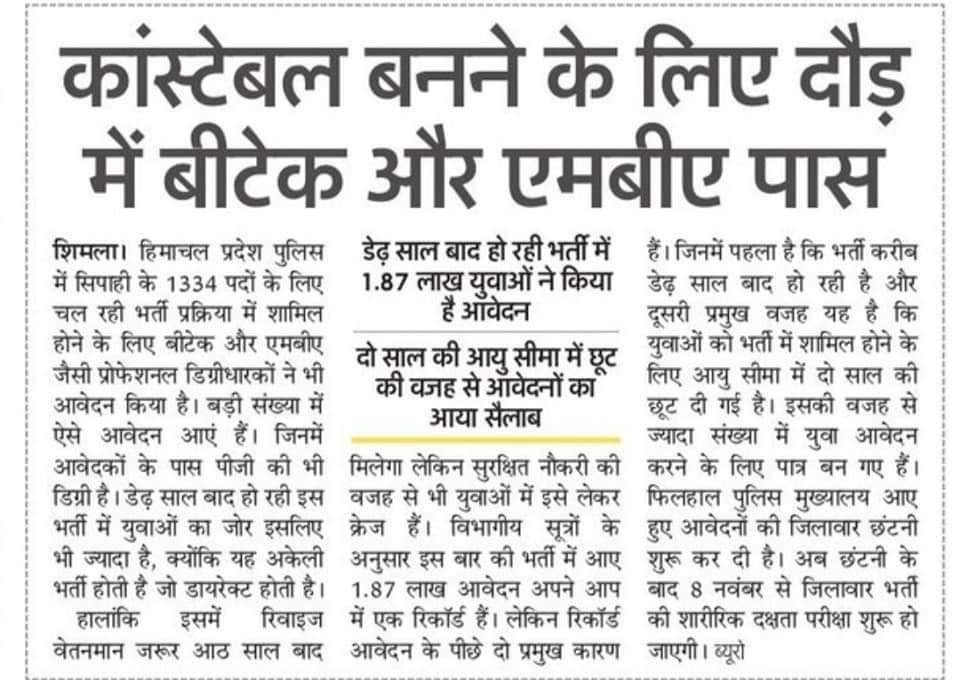 कांस्टेबल बनने के लिए दौड़
में बीटेक और एमबीए पास
शिमला। हिमाचल प्रदेश पुलिस
में सिपाही के 1334 पदों के लिए
चल रही भर्ती प्रक्रिया में शामिल
होने के लिए बीटेक और एमबीए
जैसी प्रोफेशनल डिग्रीधारकों ने भी
आवेदन किया है। बड़ी संख्या में
ऐसे आवेदन आएं हैं। जिनमें
आवेदकों के पास पीजी की भी
डिग्री है। डेढ़ साल बाद हो रही इस
भर्ती में युवाओं का जोर इसलिए
भी ज्यादा है, क्योंकि यह अकेली
भर्ती होती है जो डायरेक्ट होती है।
हालांकि इसमें रिवाइज
वेतनमान जरूर आठ साल बाद
डेढ़ साल बाद हो रही भर्ती में
1.87 लाख युवाओं ने किया
है आवेदन
दो साल की आयु सीमा में छूट
की वजह से आवेदनों का
आया सैलाब
मिलेगा लेकिन सुरक्षित नौकरी की
वजह से भी युवाओं में इसे लेकर
क्रेज हैं। विभागीय सूत्रों के
अनुसार इस बार की भर्ती में आए
1.87 लाख आवेदन अपने आप
में एक रिकॉर्ड हैं। लेकिन रिकॉर्ड
आवेदन के पीछे दो प्रमुख कारण
हैं। जिनमें पहला है कि भर्ती करीब
डेढ़ साल बाद हो रही है और
दूसरी प्रमुख वजह यह है कि
युवाओं को भर्ती में शामिल होने के
लिए आयु सीमा में दो साल की
छूट दी गई है। इसकी वजह से
ज्यादा संख्या में युवा आवेदन
करने के लिए पात्र बन गए हैं।
फिलहाल पुलिस मुख्यालय आए
हुए आवेदनों की जिलावार छंटनी
शुरू कर दी है। अब छंटनी के
बाद 8 नवंबर से जिलावार भर्ती
की शारीरिक दक्षता परीक्षा शुरू हो
जाएगी। ब्यूरो